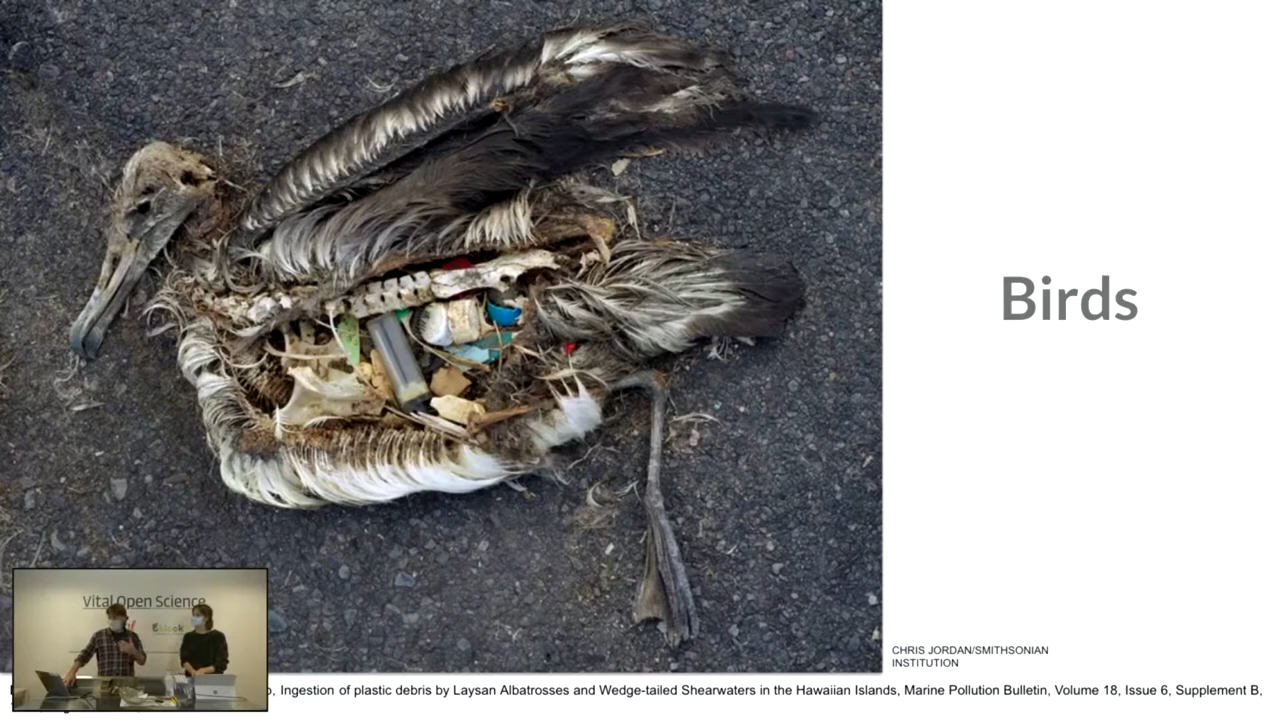 Birds
CHRIS JORDAN/SMITHSONIAN
INSTITUTION
Vital Open Science
Ingestion of plastic debris by Laysan Albatrosses and Wedge-tailed Shearwaters in the Hawaiian Islands, Marine Pollution Bulletin, Volume 18, Issue 6, Supplement B,